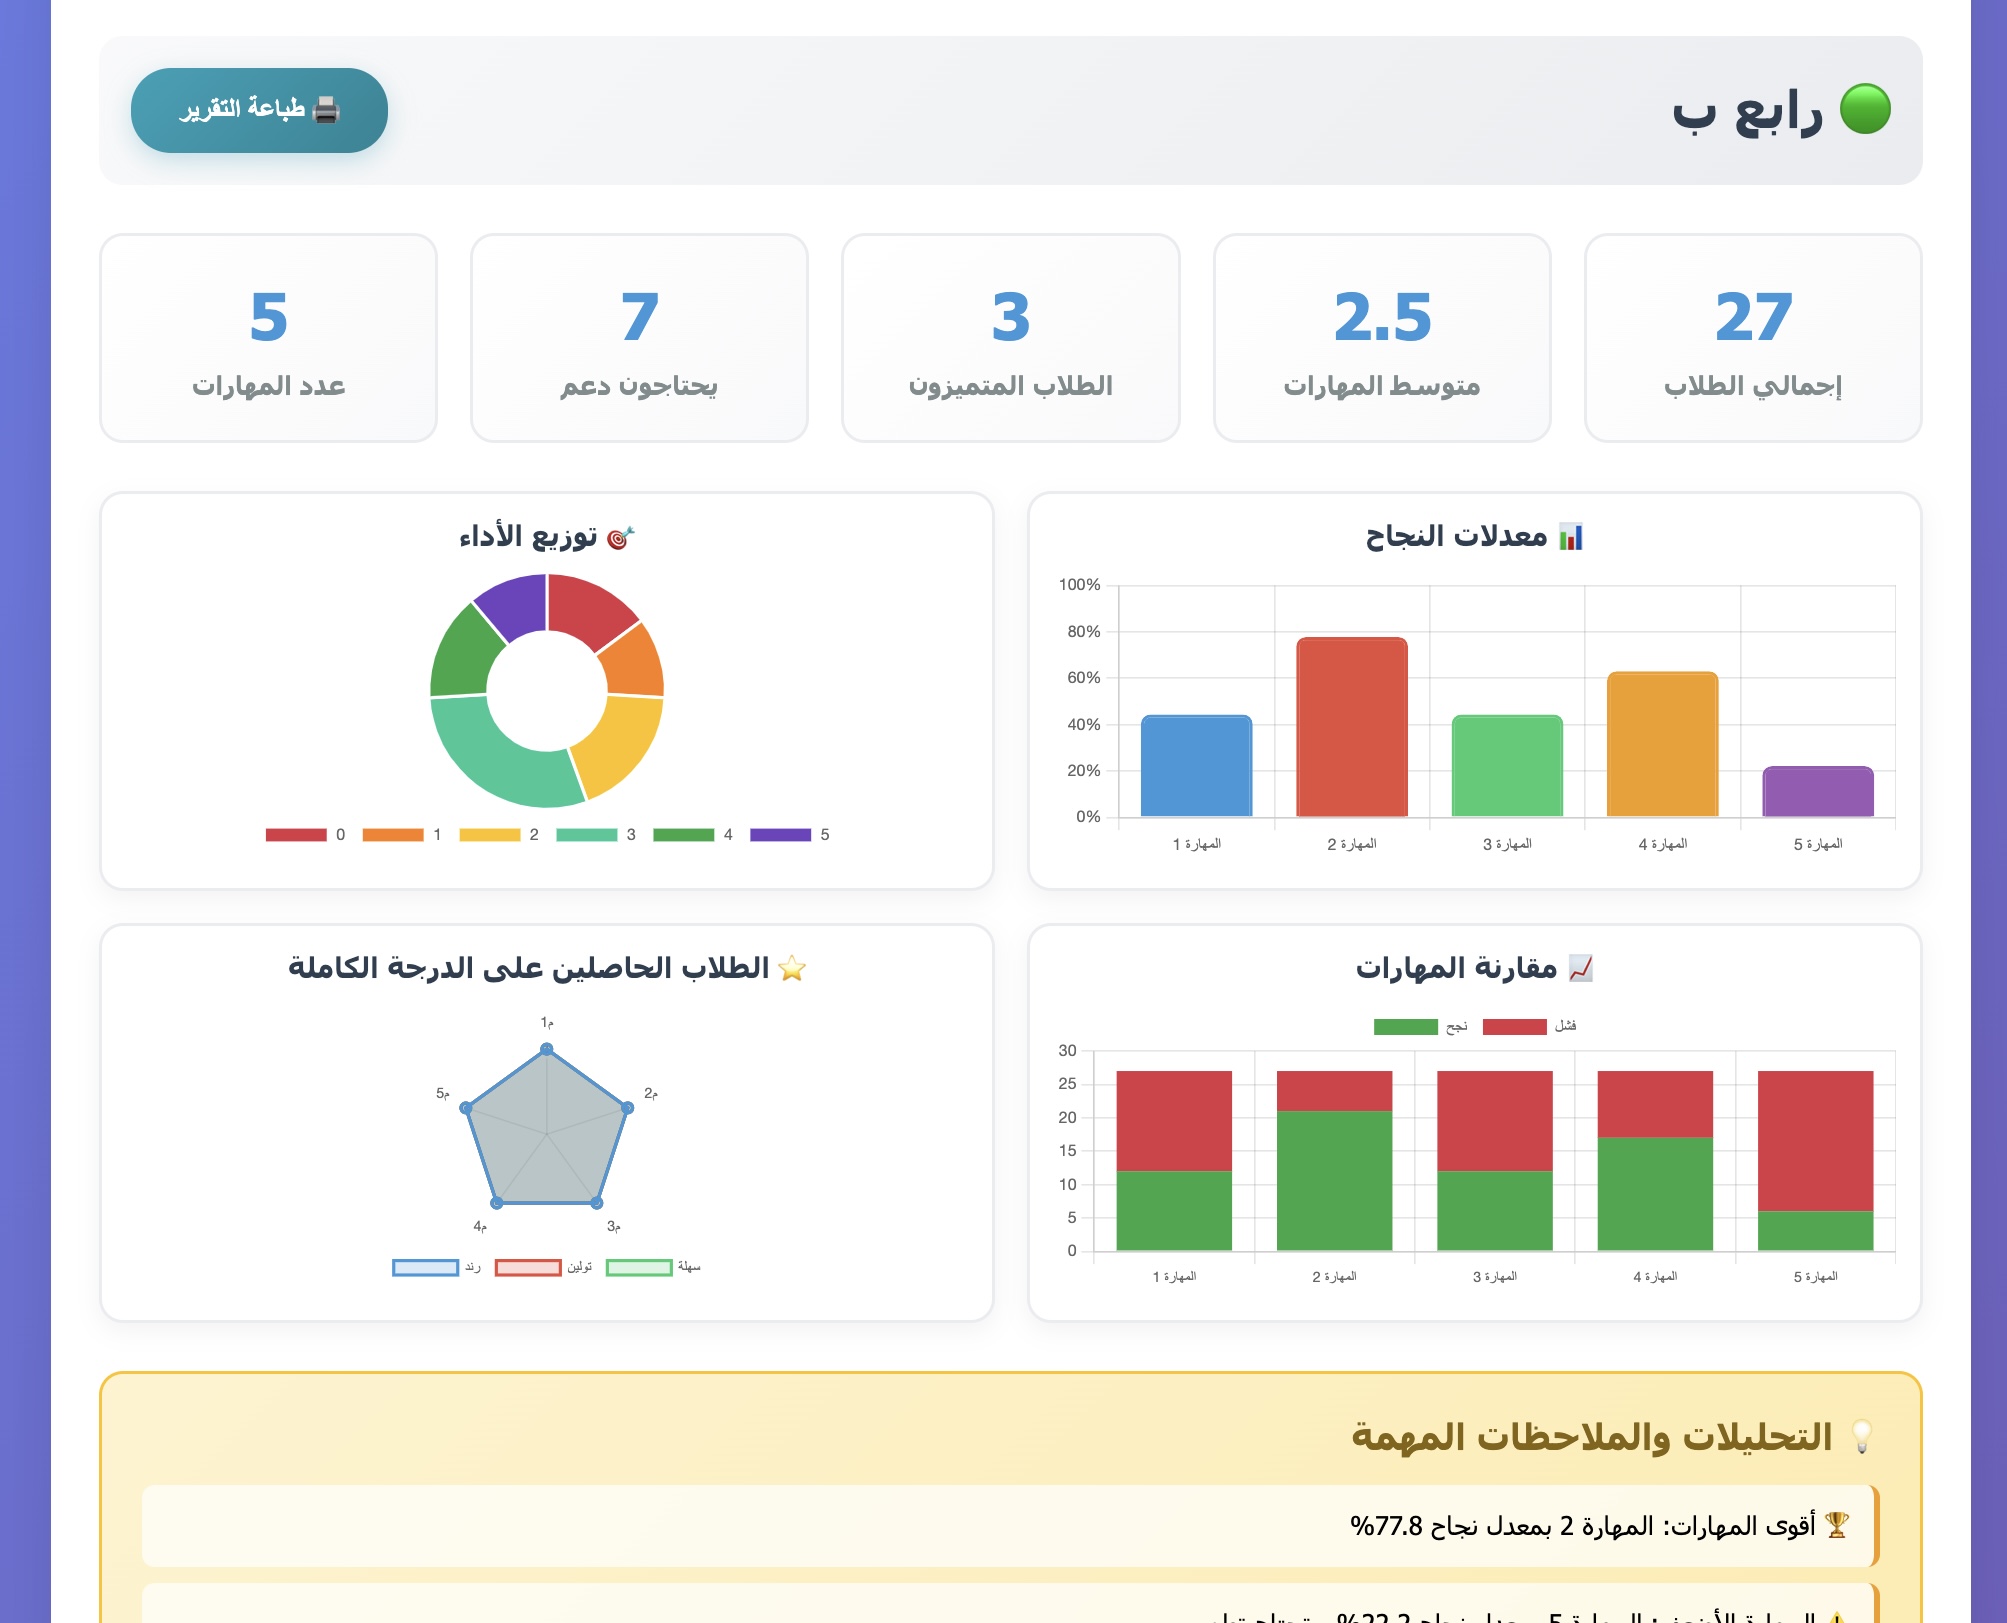 رابع ب
طباعة التقرير
27
إجمالي الطلاب
2.5
متوسط المهارات
3
الطلاب المتميزون
7
يحتاجون دعم
5
عدد المهارات
معدلات النجاح
100%
80%
60%
40%
20%
0%
المهارة 1
المهارة 2
المهارة 3
المهارة 4
المهارة 5
توزيع الأداء
0 1 2 3 4 5
مقارنة المهارات
نجح فشل
30
25
20
15
10
5
0
المهارة 1
المهارة 2
المهارة 3
المهارة 4
المهارة 5
الطلاب الحاصلين على الدرجة الكاملة
م1
م2
م3
م4
م5
رند تولين سهلة
التحليلات والملاحظات المهمة
أقوى المهارات: المهارة 2 بمعدل نجاح 77.8%